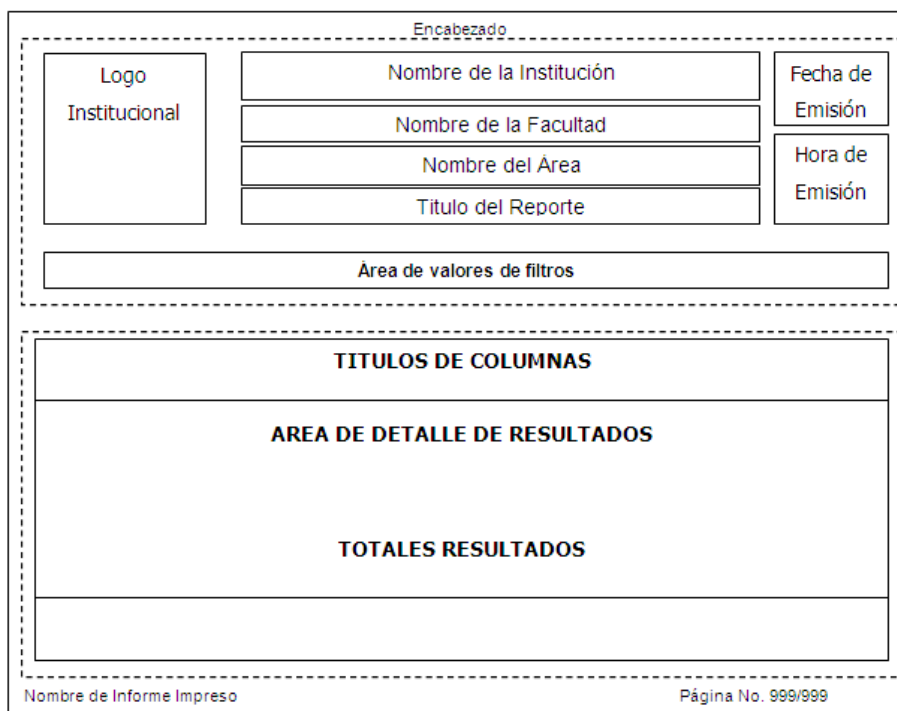 Encabezado
Logo
Institucional
Nombre de la Institución
Nombre de la Facultad
Nombre del Área
Titulo del Reporte
Fecha de
Emisión
Hora de
Emisión
Área de valores de filtros
TITULOS DE COLUMNAS
AREA DE DETALLE DE RESULTADOS
TOTALES RESULTADOS
Nombre de Informe Impreso
Página No. 999/999